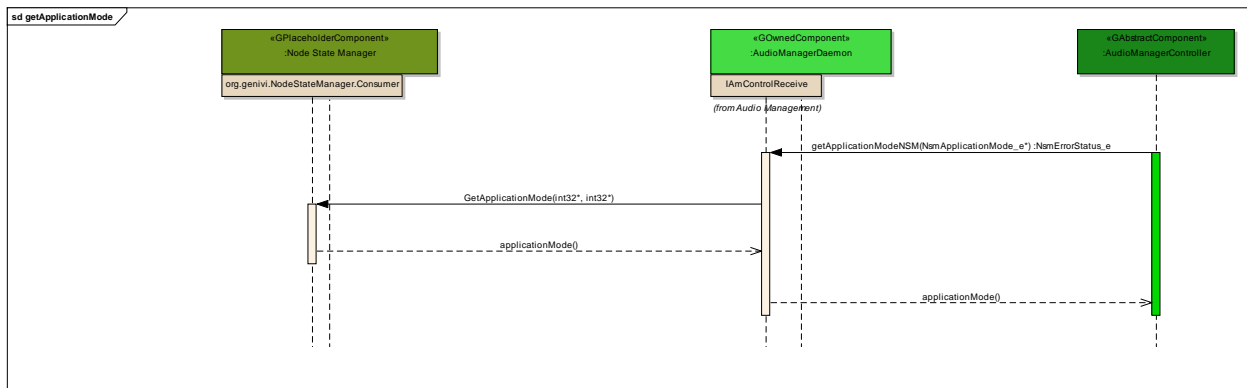 sd getApplicationMode
«GPlaceholderComponent»
:Node State Manager
org.genivi.NodeStateManager.Consumer
«GOwnedComponent»
:AudioManagerDaemon
IAmControlReceive
(from Audio Management)
«GAbstractComponent»
:AudioManagerController
getApplicationModeNSM(NsmApplicationMode_e*) :NsmErrorStatus_e
GetApplicationMode(int32*, int32*)
applicationMode()
applicationMode()